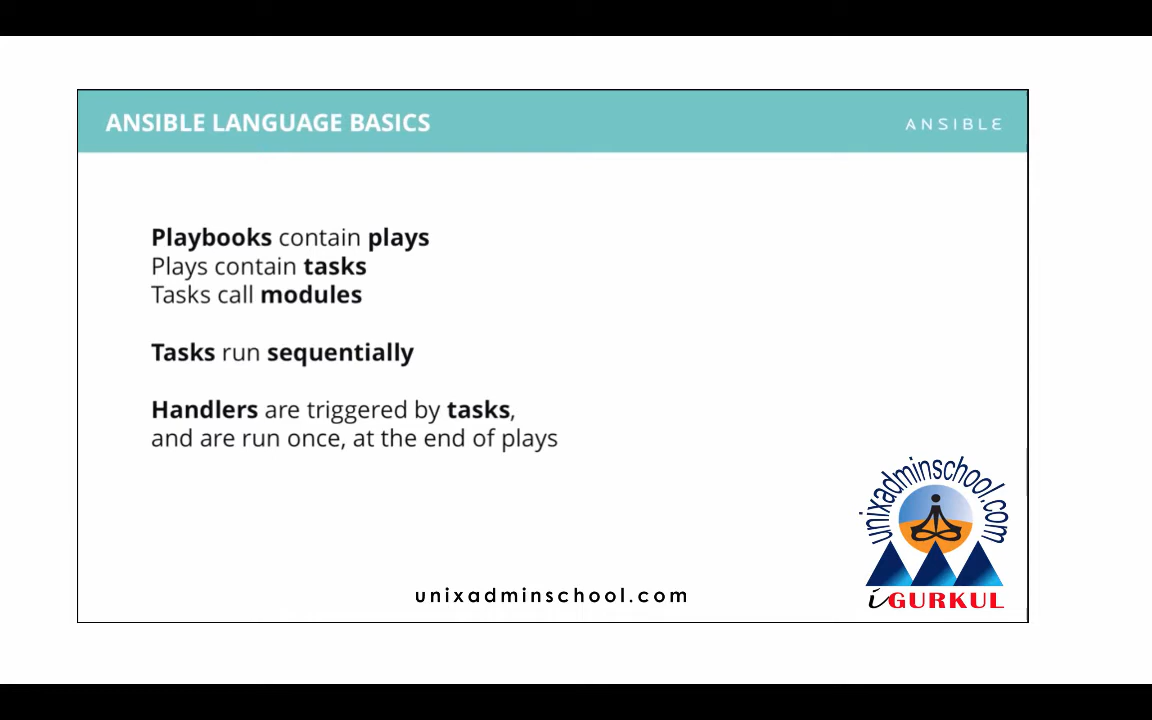 ANSIBLE LANGUAGE BASICS
ANSIBLE
Playbooks contain plays
Plays contain tasks
Tasks call modules
Tasks run sequentially
Handlers are triggered by tasks,
and are run once, at the end of plays
unixadminschool.com
iGURKUL
unixadminschool.com